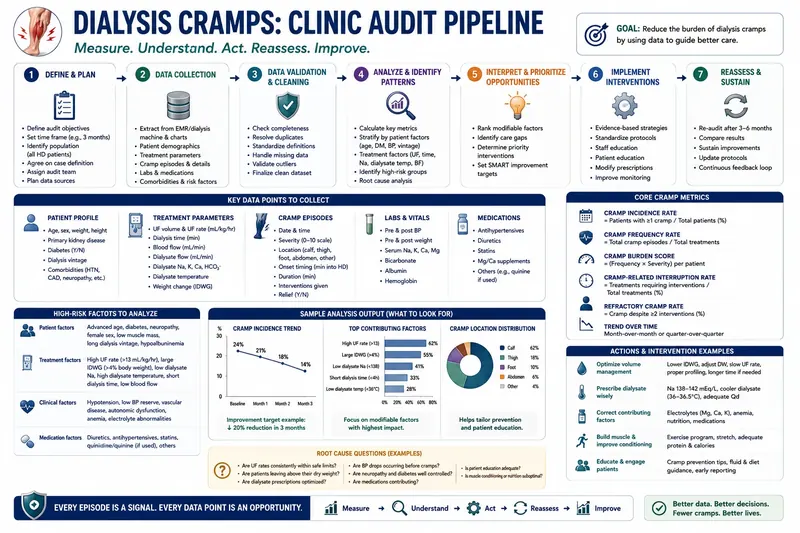 DIALYSIS CRAMPS: CLINIC AUDIT PIPELINE
Measure. Understand. Act. Reassess. Improve.
GOAL: Reduce the burden of dialysis cramps
by using data to guide better care.
1 DEFINE & PLAN
Define audit objectives
Set time frame (e.g., 3 months)
Identify population
(all HD patients)
Agree on case definition
Assign audit team
Plan data sources
2 DATA COLLECTION
Extract from EMR/dialysis
machine & charts
Patient demographics
Treatment parameters
Cramp episodes & details
Labs & medications
Comorbidities & risk factors
3 DATA VALIDATION
& CLEANING
Check completeness
Resolve duplicates
Standardize definitions
Handle missing data
Validate outliers
Finalize clean dataset
4 ANALYZE & IDENTIFY
PATTERNS
Calculate key metrics
Stratify by patient factors
(age, DM, BP, vintage)
Treatment factors (UF, time,
Na, dialysate temp, BF)
Identify high-risk groups
Root cause analysis
5 INTERPRET & PRIORITIZE
OPPORTUNITIES
Rank modifiable factors
Identify care gaps
Determine priority
interventions
Set SMART improvement
targets
6 IMPLEMENT
INTERVENTIONS
Evidence-based strategies
Standardize protocols
Staff education
Patient education
Modify prescriptions
Improve monitoring
7 REASSESS &
SUSTAIN
Re-audit after 3–6 months
Compare results
Sustain improvements
Update protocols
Continuous feedback loop
KEY DATA POINTS TO COLLECT
PATIENT PROFILE
Age, sex, weight, height
Primary kidney disease
Diabetes (Y/N)
Dialysis vintage
Comorbidities (HTN,
CAD, neuropathy, etc.)
TREATMENT PARAMETERS
UF volume & UF rate (mL/kg/hr)
Dialysis time (min)
Blood flow (mL/min)
Dialysate flow (mL/min)
Dialysate Na, K, Ca, HCO₃⁻
Dialysate temperature
Weight change (IDWG)
CRAMP EPISODES
Date & time
Severity (0–10 scale)
Location (calf, thigh,
foot, abdomen, other)
Onset timing (min into HD)
Duration (min)
Interventions given
Relief (Y/N)
LABS & VITALS
Pre & post BP
Pre & post weight
Serum Na, K, Ca, Mg
Bicarbonate
Albumin
Hemoglobin
MEDICATIONS
Antihypertensives
Diuretics
Statins
Mg/Ca supplements
Others (e.g., quinine
if used)
CORE CRAMP METRICS
CRAMP INCIDENCE RATE
= Patients with ≥1 cramp / Total patients (%)
CRAMP FREQUENCY RATE
= Total cramp episodes / Total treatments
CRAMP BURDEN SCORE
= (Frequency × Severity) per patient
CRAMP-RELATED INTERRUPTION RATE
= Treatments requiring interventions /
Total treatments (%)
REFRACTORY CRAMP RATE
= Cramp despite ≥2 interventions (%)
TREND OVER TIME
Month-over-month or quarter-over-quarter
HIGH-RISK FACTOTS TO ANALYZE
Patient factors
Advanced age, diabetes, neuropathy,
female sex, low muscle mass,
long dialysis vintage, hypoalbuminemia
Treatment factors
High UF rate (>13 mL/kg/hr), large
IDWG (>4% body weight), low dialysate
Na, high dialysate temperature, short
dialysis time, low blood flow
Clinical factors
Hypotension, low BP reserve, vascular
disease, autonomic dysfunction,
anemia, electrolyte abnormalities
Medication factors
Diuretics, antihypertensives, statins,
quinidine/quinine (if used), others
SAMPLE ANALYSIS OUTPUT (WHAT TO LOOK FOR)
CRAMP INCIDENCE TREND
30
20
10
0
24%
21%
18%
14%
Baseline
Month 1
Month 2
Month 3
Improvement target example:
↓ 20% reduction in 3 months
TOP CONTRIBUTING FACTORS
High UF rate (>13) 62%
Large IDWG (>4%) 55%
Low dialysate Na (<138) 41%
Short dialysis time (<4h) 33%
Low dialysate temp (<36°C) 28%
0% 20% 40% 60% 80%
Focus on modifiable factors
with highest impact.
CRAMP LOCATION DISTRIBUTION
Calf 62%
Thigh 18%
Foot 10%
Abdomen 6%
Other 4%
Helps tailor prevention
and patient education.
ACTIONS & INTERVENTION EXAMPLES
Optimize volume
management
Lower IDWG, adjust DW, slow UF rate,
proper profiling, longer time if needed
Prescribe dialysate
wisely
Na 138–142 mEq/L, cooler dialysate
(36–36.5°C), adequate Qd
Correct contributing
factors
Electrolytes (Mg, Ca, K), anemia,
nutrition, medications
Build muscle &
improve conditioning
Exercise program, stretch, adequate
protein & calories
Educate & engage
patients
Cramp prevention tips, fluid & diet
guidance, early reporting
ROOT CAUSE QUESTIONS (EXAMPLES)
Are UF rates consistently within safe limits?
Are patients leaving above their dry weight?
Are dialysate prescriptions optimized?
Are BP drops occurring before cramps?
Are neuropathy and diabetes well controlled?
Are medications contributing?
Is patient education adequate?
Is muscle conditioning or nutrition suboptimal?
EVERY EPISODE IS A SIGNAL. EVERY DATA POINT IS AN OPPORTUNITY.
Measure → Understand → Act → Reassess → Improve
Better data. Better decisions.
Fewer cramps. Better lives.